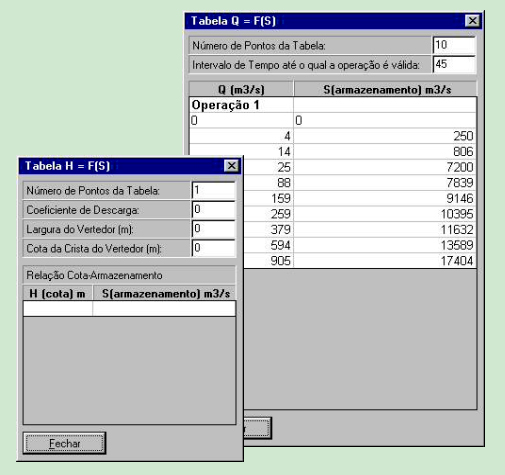 Tabela Q = F(S)
Número de Pontos da Tabela: 10
Intervalo de Tempo até o qual a operação é válida: 45
Q (m3/s) S(armazenamento) m3/s
Operação 1
0 0
4 250
14 806
25 7200
88 7839
159 9146
259 10395
379 11632
594 13589
905 17404
Tabela H = F(S)
Número de Pontos da Tabela: 1
Coeficiente de Descarga: 0
Largura do Vertedor (m): 0
Cota da Crista do Vertedor (m): 0
Relação Cota-Armazenamento
H (cota) m S(armazenamento) m3/s
Fechar